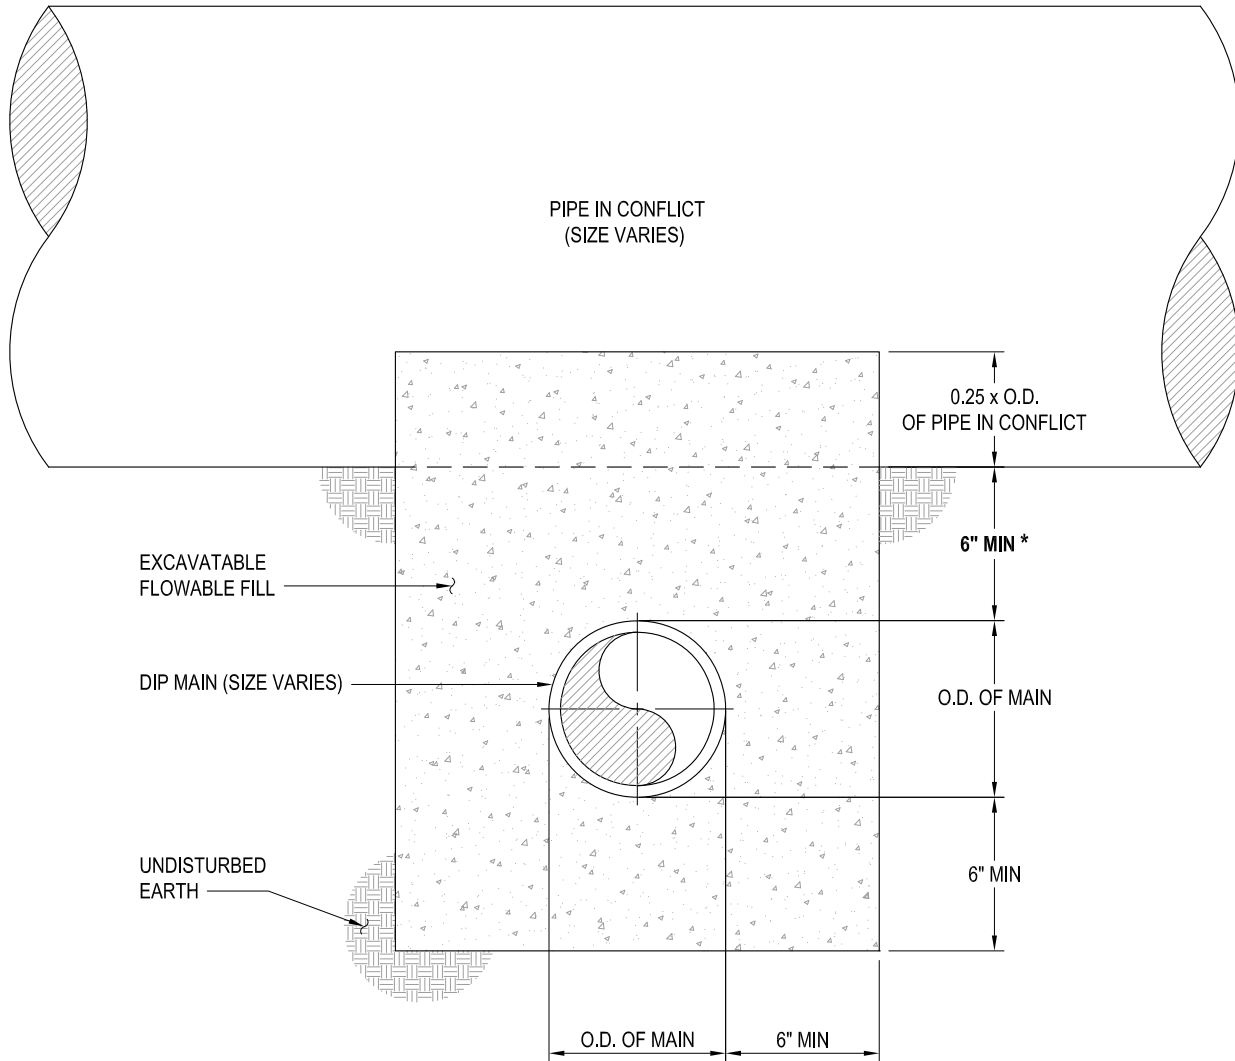 PIPE IN CONFLICT
(SIZE VARIES)
0.25 x O.D.
OF PIPE IN CONFLICT
6" MIN *
EXCAVATABLE
FLOWABLE FILL
DIP MAIN (SIZE VARIES)
O.D. OF MAIN
UNDISTURBED
EARTH
6" MIN
O.D. OF MAIN
6" MIN